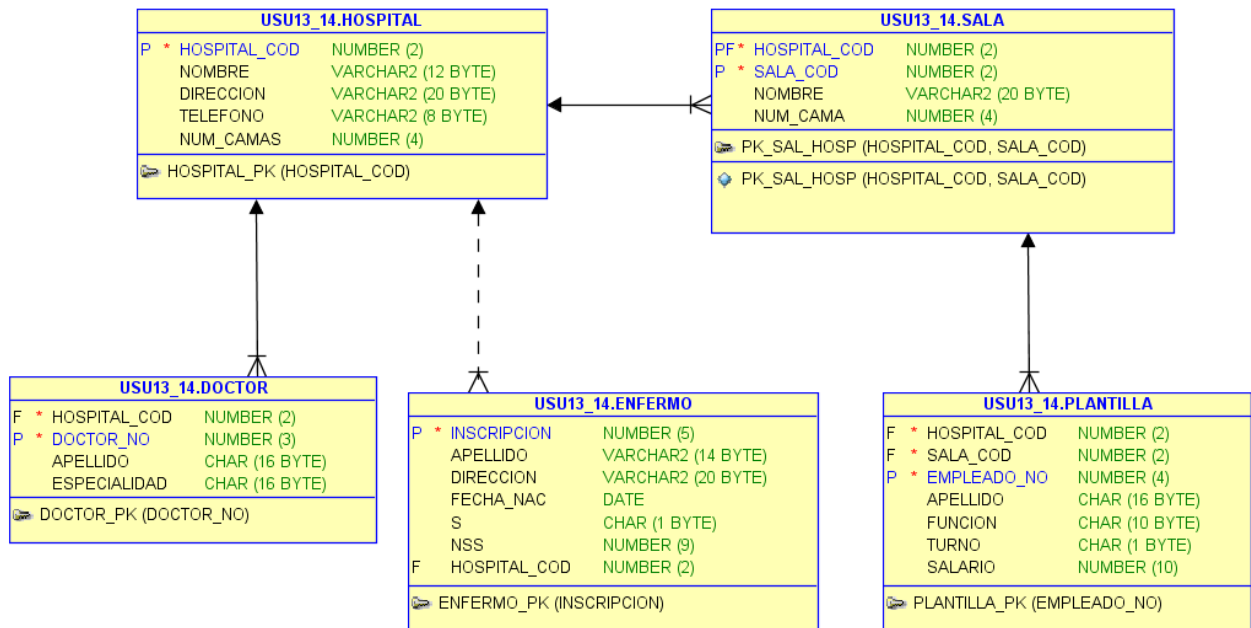 USU13_14.HOSPITAL
P * HOSPITAL_COD NUMBER (2)
NOMBRE VARCHAR2 (12 BYTE)
DIRECCION VARCHAR2 (20 BYTE)
TELEFONO VARCHAR2 (8 BYTE)
NUM_CAMAS NUMBER (4)
HOSPITAL_PK (HOSPITAL_COD)
USU13_14.SALA
PF* HOSPITAL_COD NUMBER (2)
P * SALA_COD NUMBER (2)
NOMBRE VARCHAR2 (20 BYTE)
NUM_CAMA NUMBER (4)
PK_SAL_HOSP (HOSPITAL_COD, SALA_COD)
PK_SAL_HOSP (HOSPITAL_COD, SALA_COD)
USU13_14.DOCTOR
F * HOSPITAL_COD NUMBER (2)
P * DOCTOR_NO NUMBER (3)
APELLIDO CHAR (16 BYTE)
ESPECIALIDAD CHAR (16 BYTE)
DOCTOR_PK (DOCTOR_NO)
USU13_14.ENFERMO
P * INSCRIPCION NUMBER (5)
APELLIDO VARCHAR2 (14 BYTE)
DIRECCION VARCHAR2 (20 BYTE)
FECHA_NAC DATE
S CHAR (1 BYTE)
NSS NUMBER (9)
F HOSPITAL_COD NUMBER (2)
ENFERMO_PK (INSCRIPCION)
USU13_14.PLANTILLA
F * HOSPITAL_COD NUMBER (2)
F * SALA_COD NUMBER (2)
P * EMPLEADO_NO NUMBER (4)
APELLIDO CHAR (16 BYTE)
FUNCION CHAR (10 BYTE)
TURNO CHAR (1 BYTE)
SALARIO NUMBER (10)
PLANTILLA_PK (EMPLEADO_NO)